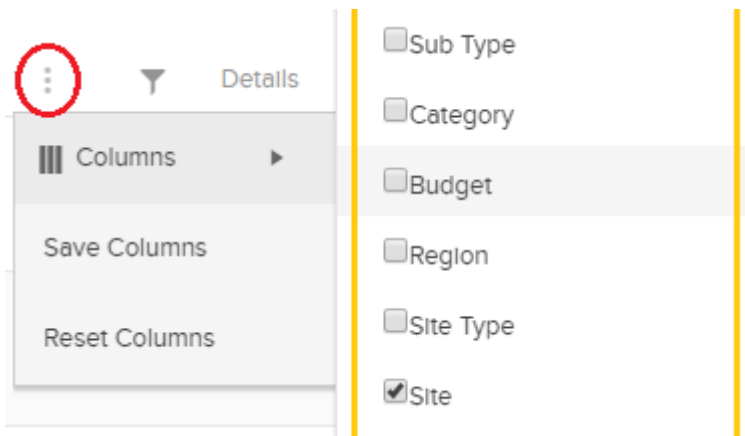 Details
Columns
Save Columns
Reset Columns
Sub Type
Category
Budget
Region
Site Type
Site